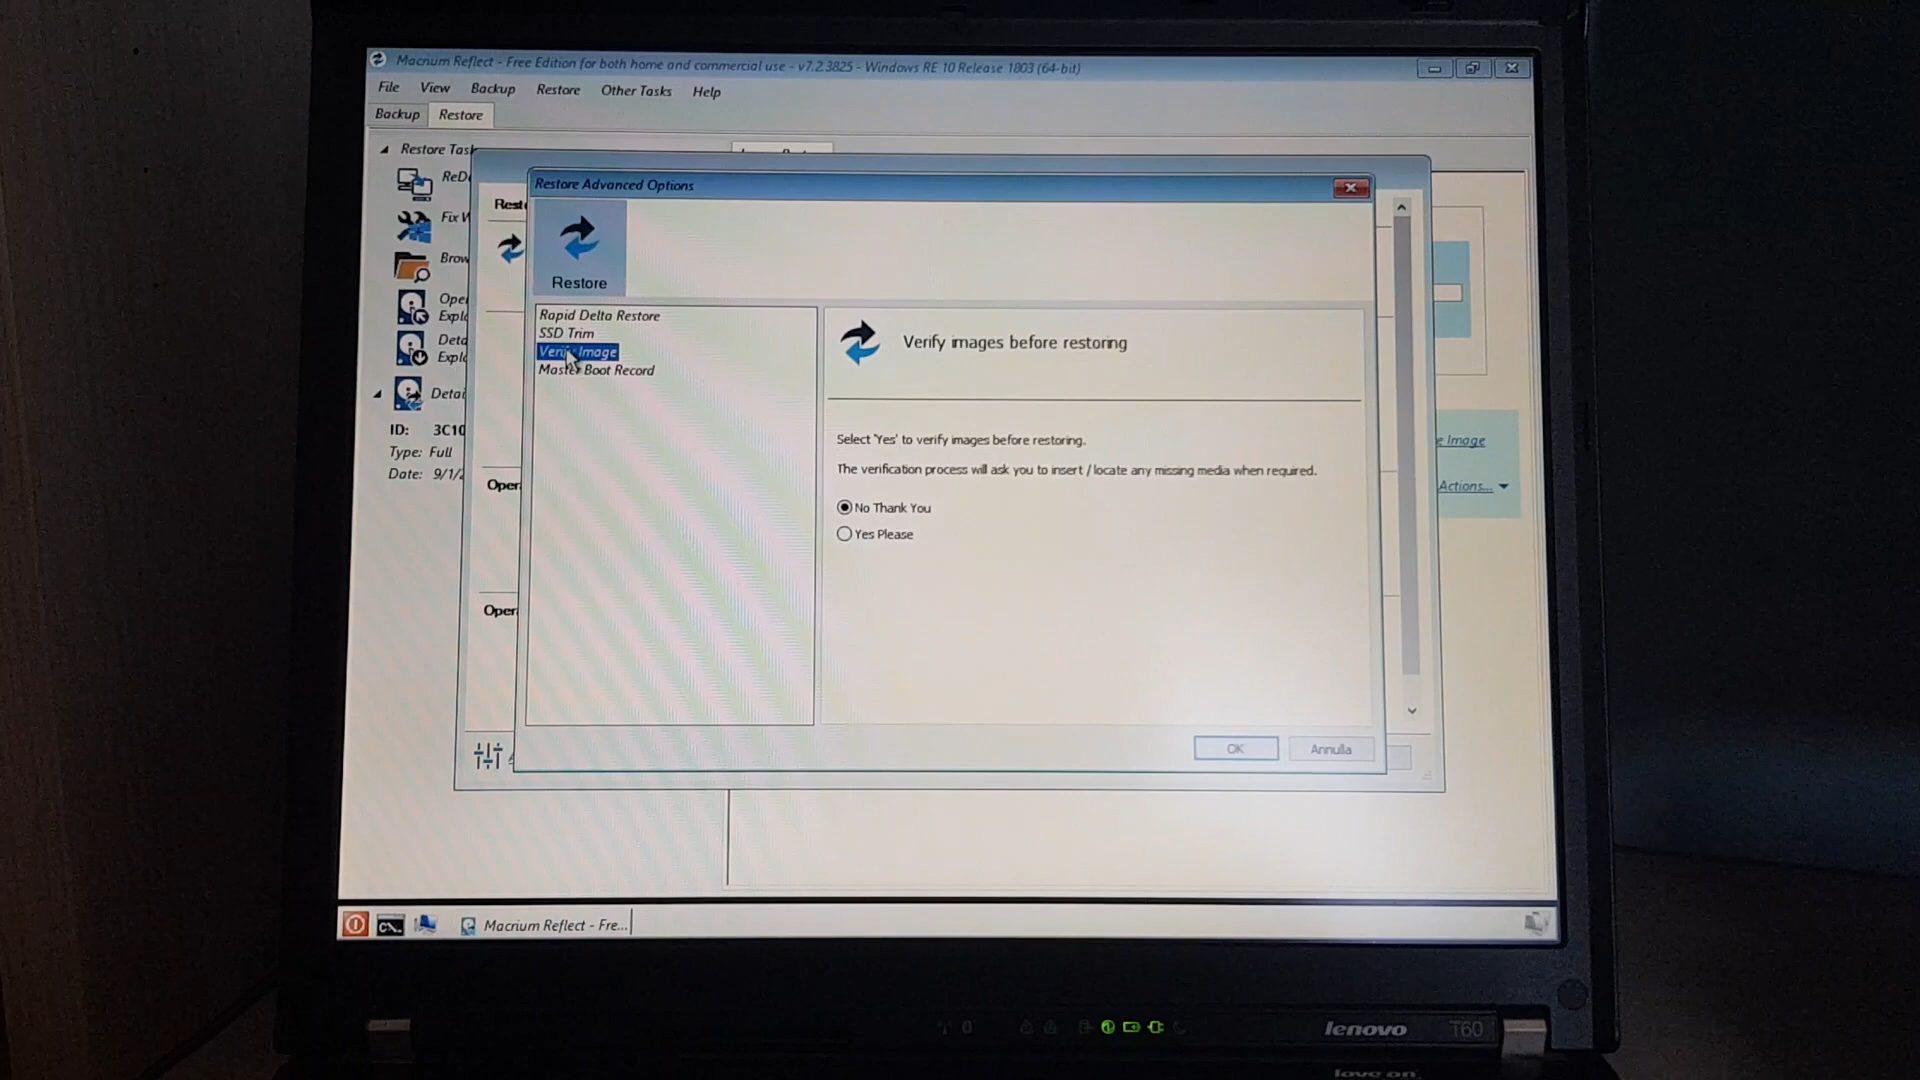 Macrium Reflect - Free Edition for both home and commercial use - v7.2.3825 - Windows RE 10 Release 1803 (64-bit)
File View Backup Restore Other Tasks Help
Backup Restore
Restore Tas
ReD
Fix
Brow
Expl
Expl
Detai
ID: 3C10
Type: Full
Date: 9/1/2
Rest
Oper
Oper
Restore Advanced Options
Restore
Rapid Delta Restore
SSD Trim
Verify Image
Master Boot Record
Verify images before restoring
Select 'Yes' to verify images before restoring.
The verification process will ask you to insert / locate any missing media when required.
No Thank You
Yes Please
OK Annulla
e Image
Actions...
C:\.
Macrium Reflect - Fre...
lenovo T60